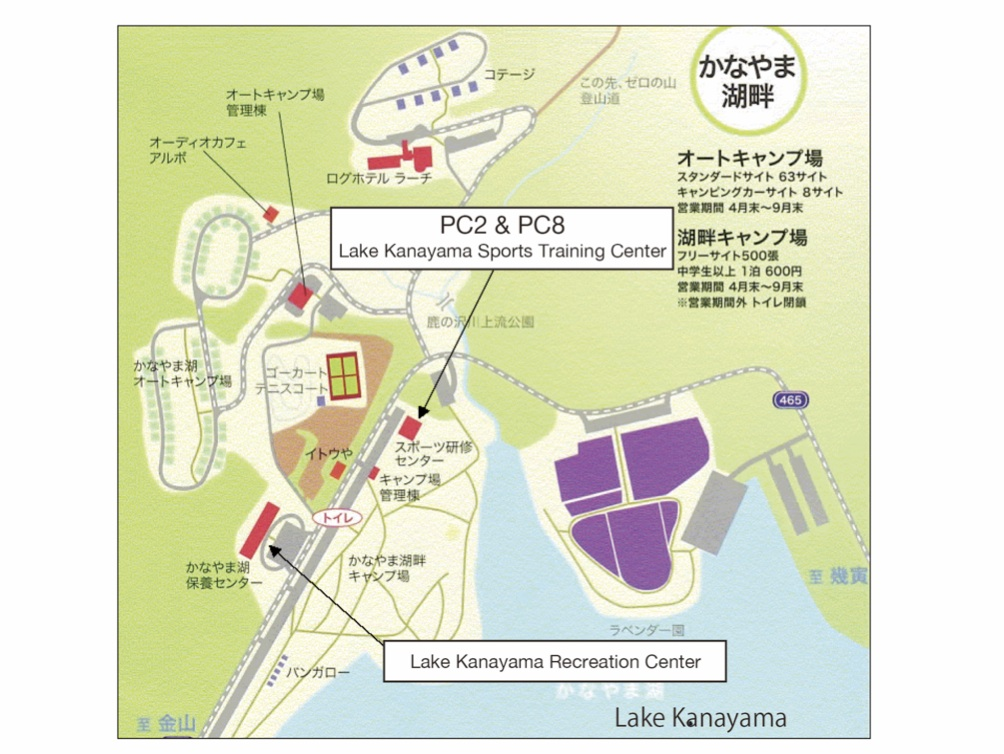 かなやま
湖畔
オートキャンプ場
スタンダードサイト 63サイト
キャンピングカーサイト 8サイト
営業期間 4月末〜9月末
湖畔キャンプ場
フリーサイト500張
中学生以上 1泊 600円
営業期間 4月末〜9月末
※営業期間外 トイレ閉鎖
コテージ
この先、ゼロの山
登山道
オートキャンプ場
管理棟
オーディオカフェ
アルボ
ログホテル ラーチ
PC2 & PC8
Lake Kanayama Sports Training Center
鹿の沢川上流公園
かなやま湖
オートキャンプ場
ゴーカート
テニスコート
465
イトウや
スポーツ研修
センター
キャンプ場
管理棟
トイレ
かなやま湖
保養センター
かなやま湖畔
キャンプ場
至 幾寅
ラベンダー園
Lake Kanayama Recreation Center
バンガロー
かなやま湖
Lake Kanayama
至 金山